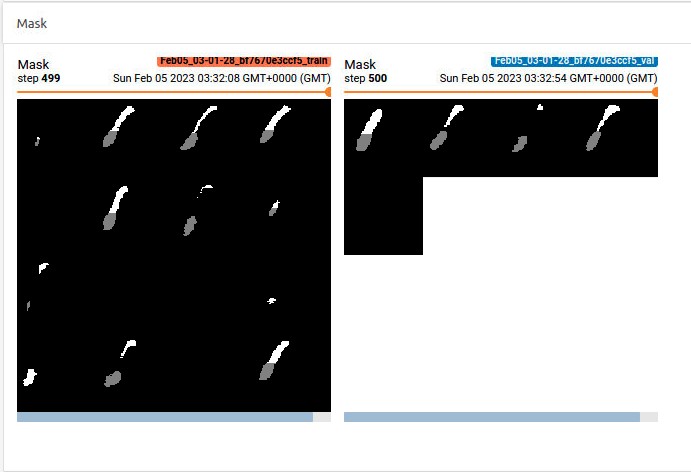 Mask
Mask
Feb05_03-01-28_bf7670e3ccf5_train
step 499
Sun Feb 05 2023 03:32:08 GMT+0000 (GMT)
Mask
Feb05_03-01-28_bf7670e3ccf5_val
step 500
Sun Feb 05 2023 03:32:54 GMT+0000 (GMT)